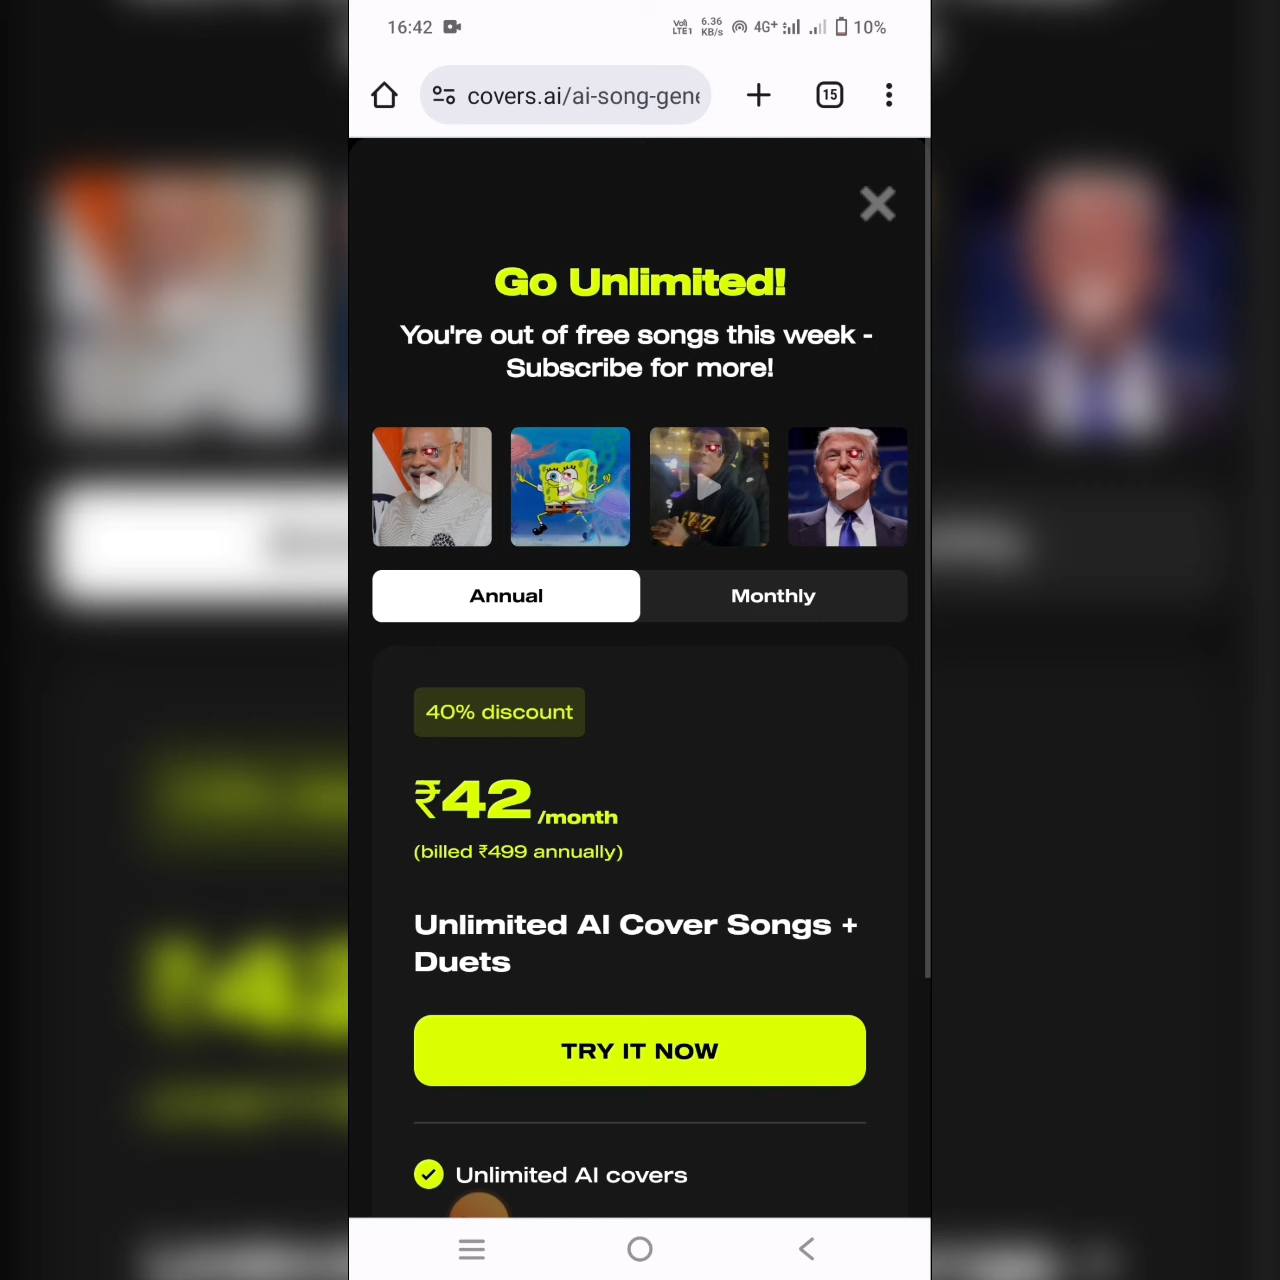 16:42 Vo)) LTE1 6.36 KB/s 4G+ 10%
covers.ai/ai-song-gene
15
Go Unlimited!
You're out of free songs this week -
Subscribe for more!
Annual Monthly
40% discount
₹42 /month
(billed ₹499 annually)
Unlimited AI Cover Songs +
Duets
TRY IT NOW
Unlimited AI covers